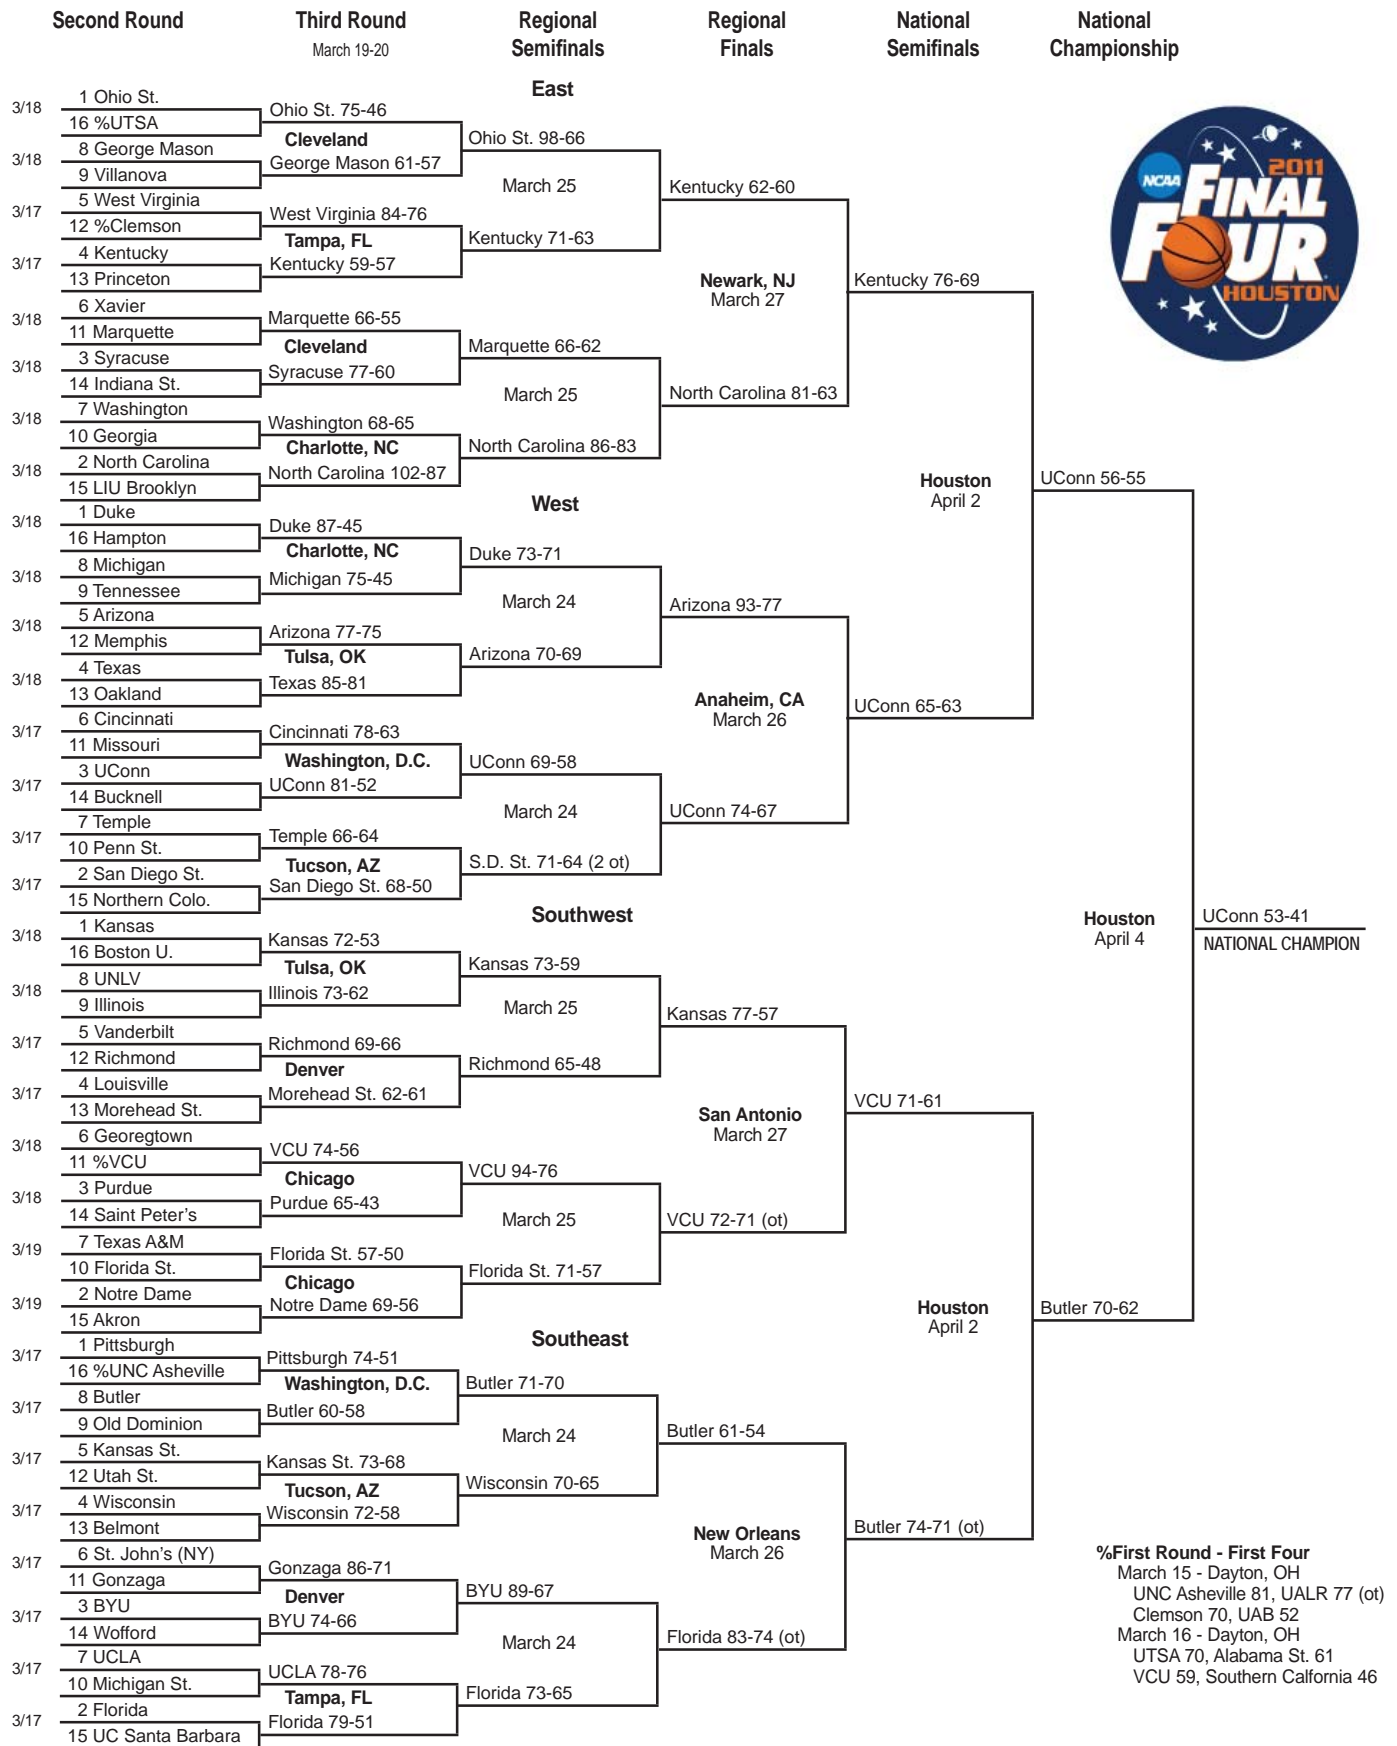 Second Round
Third Round
March 19-20
Regional
Semifinals
Regional
Finals
National
Semifinals
National
Championship
NCAA
2011
FINAL
FOUR
HOUSTON
East
3/18
1 Ohio St.
16 %UTSA
3/18
8 George Mason
9 Villanova
3/17
5 West Virginia
12 %Clemson
3/17
4 Kentucky
13 Princeton
3/18
6 Xavier
11 Marquette
3/18
3 Syracuse
14 Indiana St.
3/18
7 Washington
10 Georgia
3/18
2 North Carolina
15 LIU Brooklyn
Ohio St. 75-46
Cleveland
George Mason 61-57
West Virginia 84-76
Tampa, FL
Kentucky 59-57
Marquette 66-55
Cleveland
Syracuse 77-60
Washington 68-65
Charlotte, NC
North Carolina 102-87
Ohio St. 98-66
March 25
Kentucky 71-63
Marquette 66-62
March 25
North Carolina 86-83
Kentucky 62-60
Newark, NJ
March 27
North Carolina 81-63
Kentucky 76-69
West
3/18
1 Duke
16 Hampton
3/18
8 Michigan
9 Tennessee
3/18
5 Arizona
12 Memphis
3/18
4 Texas
13 Oakland
3/17
6 Cincinnati
11 Missouri
3/17
3 UConn
14 Bucknell
3/17
7 Temple
10 Penn St.
3/17
2 San Diego St.
15 Northern Colo.
Duke 87-45
Charlotte, NC
Michigan 75-45
Arizona 77-75
Tulsa, OK
Texas 85-81
Cincinnati 78-63
Washington, D.C.
UConn 81-52
Temple 66-64
Tucson, AZ
San Diego St. 68-50
Duke 73-71
March 24
Arizona 70-69
UConn 69-58
March 24
S.D. St. 71-64 (2 ot)
Arizona 93-77
Anaheim, CA
March 26
UConn 74-67
UConn 65-63
Houston
April 2
UConn 56-55
Southwest
3/18
1 Kansas
16 Boston U.
3/18
8 UNLV
9 Illinois
3/17
5 Vanderbilt
12 Richmond
3/17
4 Louisville
13 Morehead St.
3/18
6 Georegtown
11 %VCU
3/18
3 Purdue
14 Saint Peter's
3/19
7 Texas A&M
10 Florida St.
3/19
2 Notre Dame
15 Akron
Kansas 72-53
Tulsa, OK
Illinois 73-62
Richmond 69-66
Denver
Morehead St. 62-61
VCU 74-56
Chicago
Purdue 65-43
Florida St. 57-50
Chicago
Notre Dame 69-56
Kansas 73-59
March 25
Richmond 65-48
VCU 94-76
March 25
Florida St. 71-57
Kansas 77-57
San Antonio
March 27
VCU 72-71 (ot)
VCU 71-61
Southeast
3/17
1 Pittsburgh
16 %UNC Asheville
3/17
8 Butler
9 Old Dominion
3/17
5 Kansas St.
12 Utah St.
3/17
4 Wisconsin
13 Belmont
3/17
6 St. John's (NY)
11 Gonzaga
3/17
3 BYU
14 Wofford
3/17
7 UCLA
10 Michigan St.
3/17
2 Florida
15 UC Santa Barbara
Pittsburgh 74-51
Washington, D.C.
Butler 60-58
Kansas St. 73-68
Tucson, AZ
Wisconsin 72-58
Gonzaga 86-71
Denver
BYU 74-66
UCLA 78-76
Tampa, FL
Florida 79-51
Butler 71-70
March 24
Wisconsin 70-65
BYU 89-67
March 24
Florida 73-65
Butler 61-54
New Orleans
March 26
Florida 83-74 (ot)
Butler 74-71 (ot)
Houston
April 2
Butler 70-62
Houston
April 4
UConn 53-41
NATIONAL CHAMPION
%First Round - First Four
March 15 - Dayton, OH
UNC Asheville 81, UALR 77 (ot)
Clemson 70, UAB 52
March 16 - Dayton, OH
UTSA 70, Alabama St. 61
VCU 59, Southern Calfornia 46